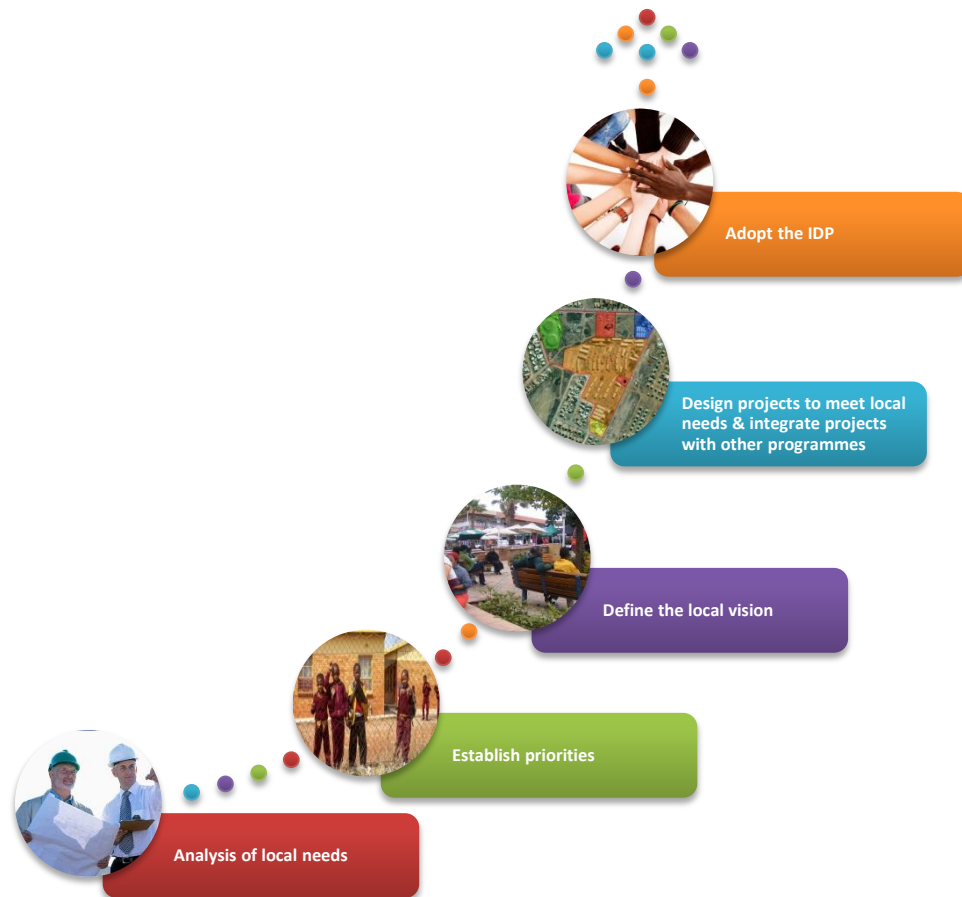 Adopt the IDP
Design projects to meet local
needs & integrate projects
with other programmes
Define the local vision
Establish priorities
Analysis of local needs